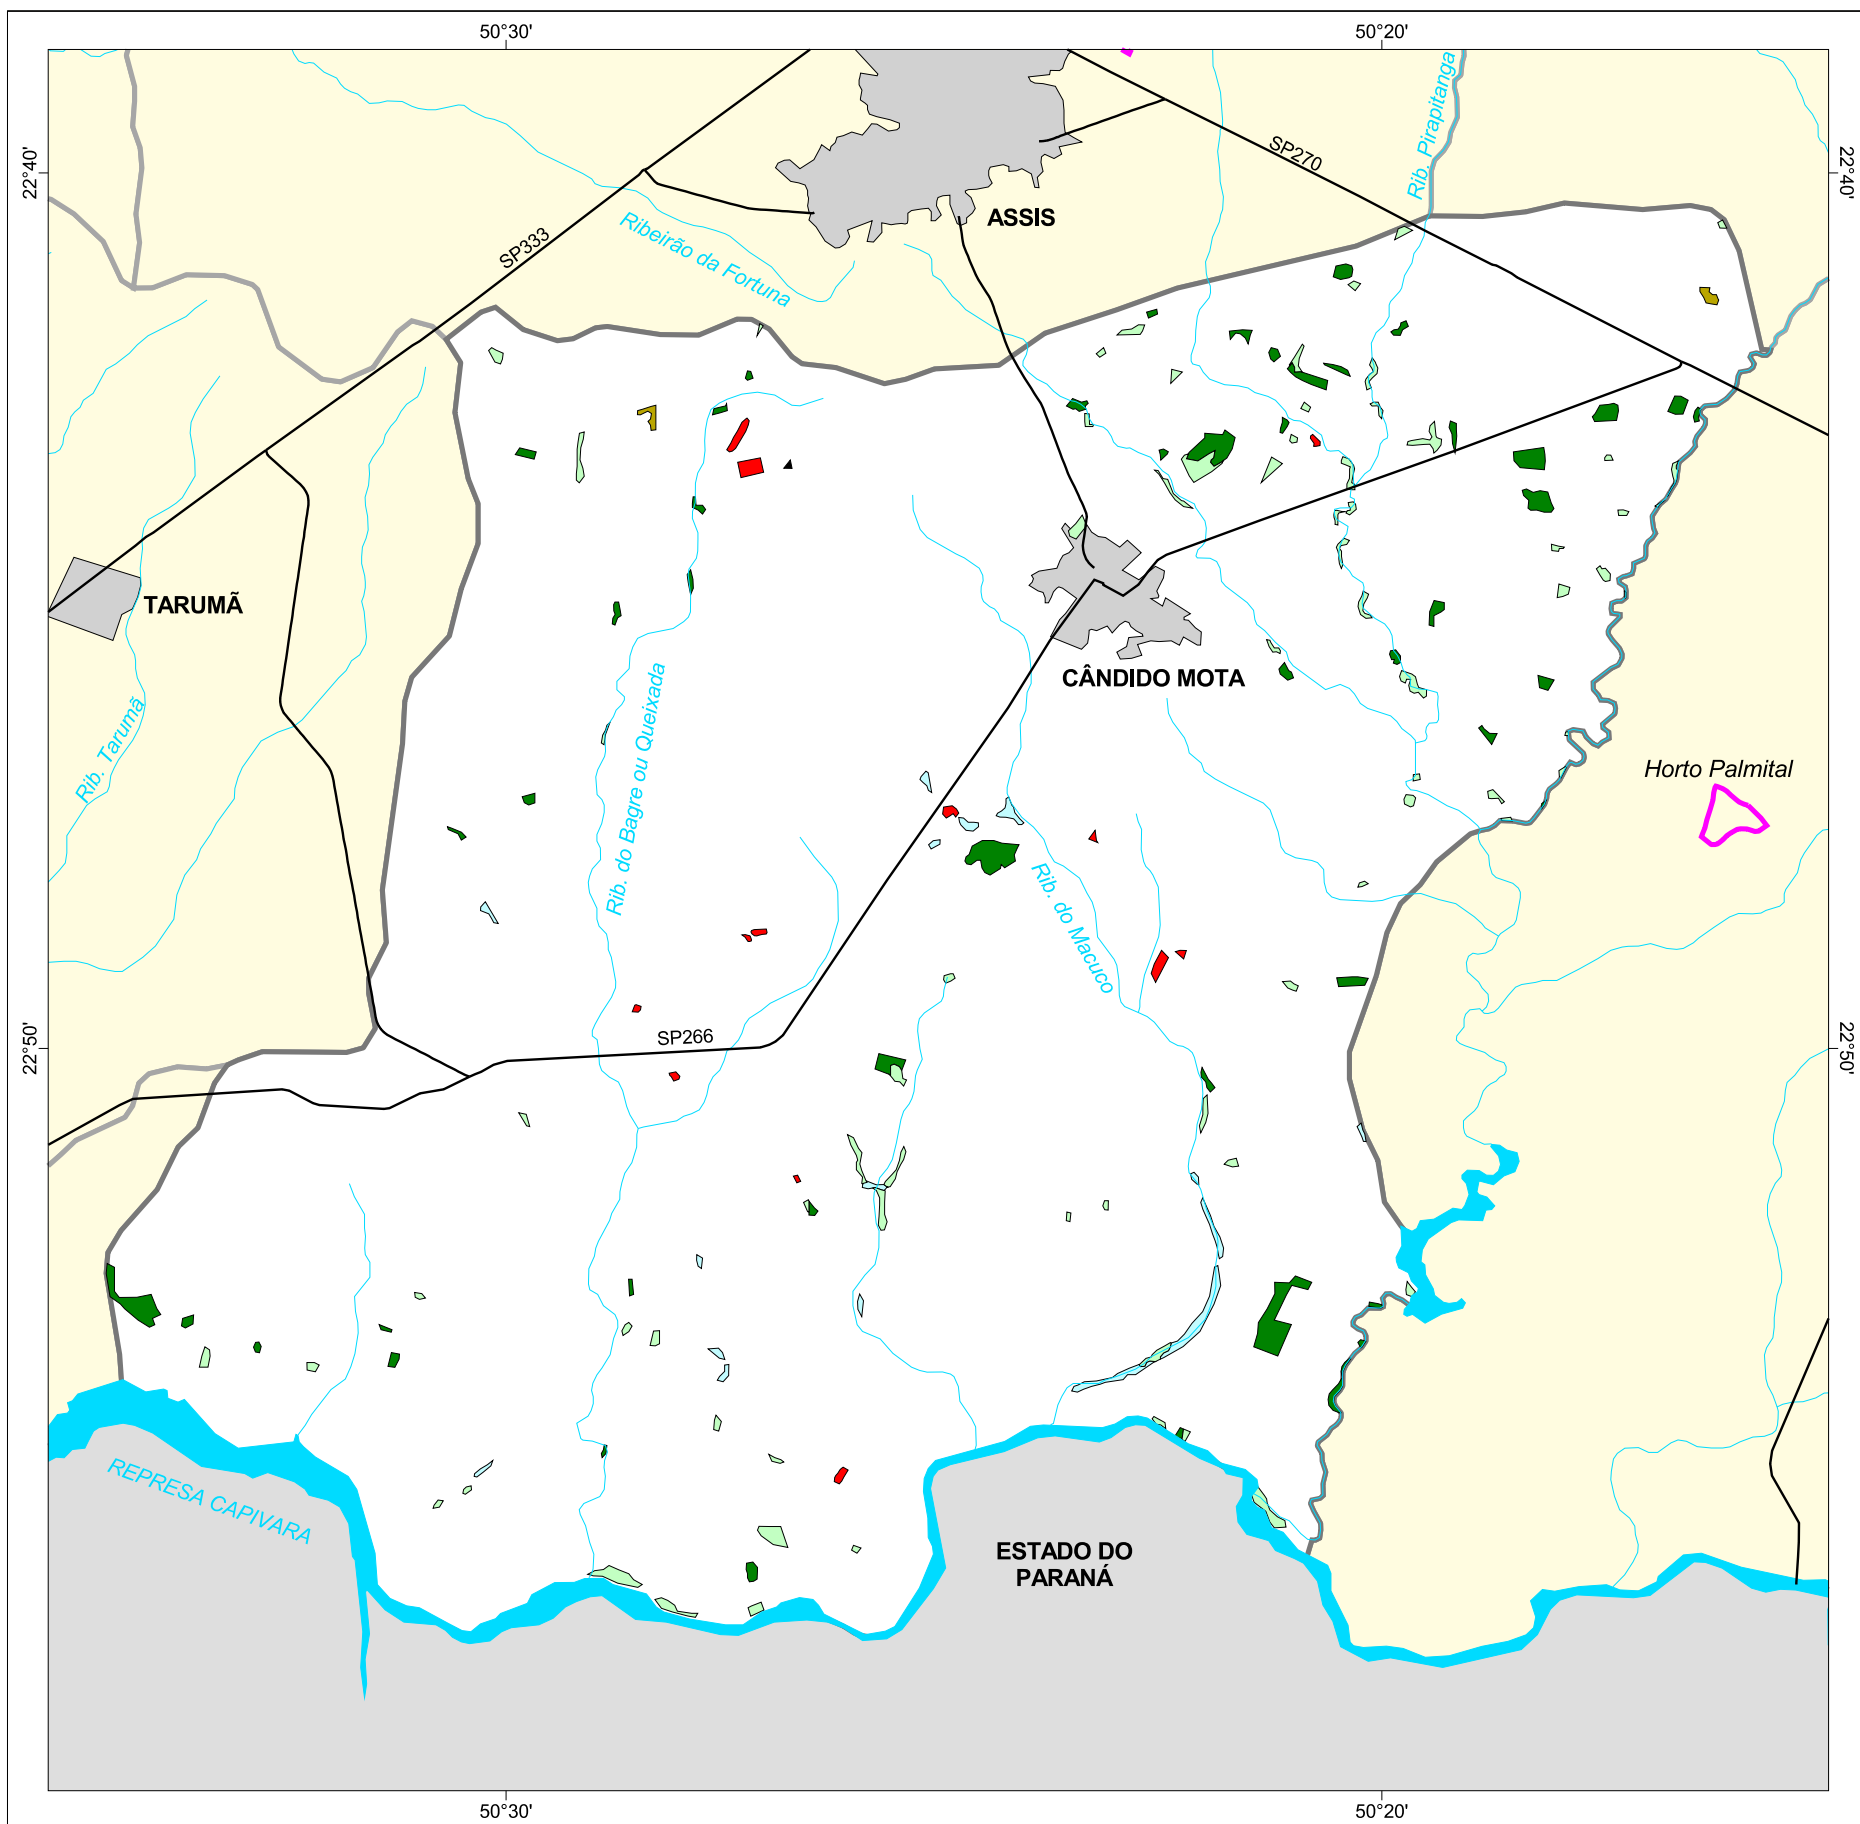 50°30'
50°20'
22°40'
22°40'
SP270
Rib. Pirapitanga
ASSIS
SP333
Ribeirão da Fortuna
TARUMÃ
CÂNDIDO MOTA
Rib. Tarumã
Rib. do Bagre ou Queixada
Horto Palmital
Rib. do Macuco
22°50'
SP266
22°50'
REPRESA CAPIVARA
ESTADO DO
PARANÁ
50°30'
50°20'